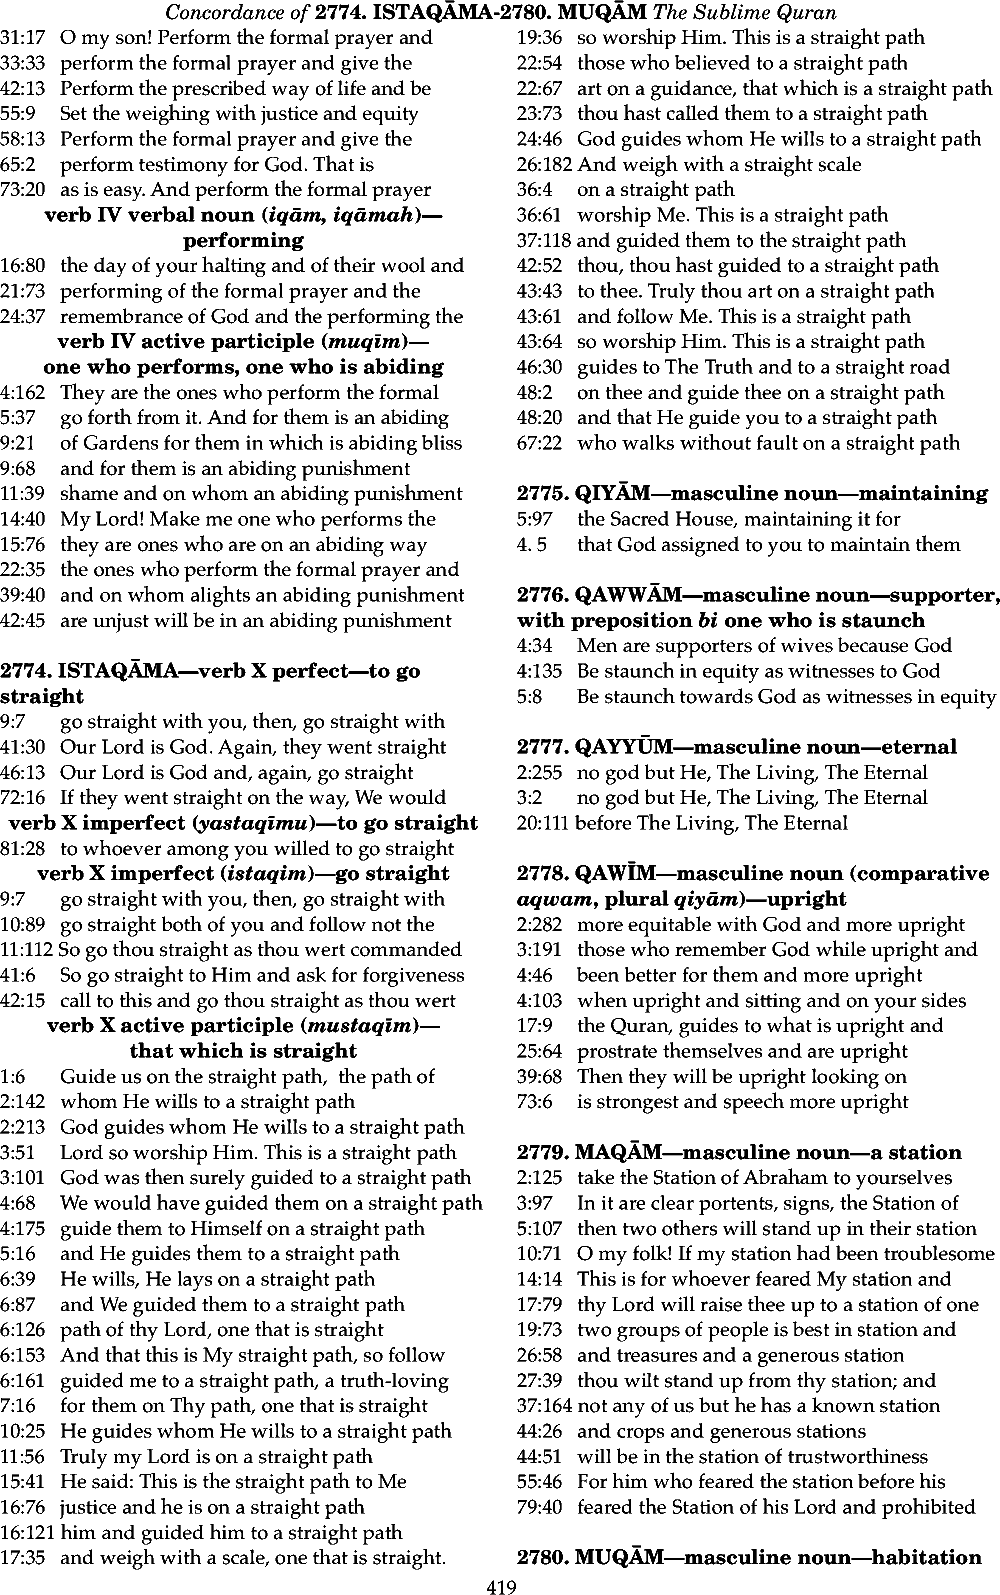 Concordance of 2774. ISTAQĀMA-2780. MUQĀM The Sublime Quran
31:17 O my son! Perform the formal prayer and
33:33 perform the formal prayer and give the
42:13 Perform the prescribed way of life and be
55:9 Set the weighing with justice and equity
58:13 Perform the formal prayer and give the
65:2 perform testimony for God. That is
73:20 as is easy. And perform the formal prayer
verb IV verbal noun (iqām, iqāmah)—
performing
16:80 the day of your halting and of their wool and
21:73 performing of the formal prayer and the
24:37 remembrance of God and the performing the
verb IV active participle (muqīm)—
one who performs, one who is abiding
4:162 They are the ones who perform the formal
5:37 go forth from it. And for them is an abiding
9:21 of Gardens for them in which is abiding bliss
9:68 and for them is an abiding punishment
11:39 shame and on whom an abiding punishment
14:40 My Lord! Make me one who performs the
15:76 they are ones who are on an abiding way
22:35 the ones who perform the formal prayer and
39:40 and on whom alights an abiding punishment
42:45 are unjust will be in an abiding punishment
2774. ISTAQĀMA—verb X perfect—to go
straight
9:7 go straight with you, then, go straight with
41:30 Our Lord is God. Again, they went straight
46:13 Our Lord is God and, again, go straight
72:16 If they went straight on the way, We would
verb X imperfect (yastaqīmu)—to go straight
81:28 to whoever among you willed to go straight
verb X imperfect (istaqim)—go straight
9:7 go straight with you, then, go straight with
10:89 go straight both of you and follow not the
11:112 So go thou straight as thou wert commanded
41:6 So go straight to Him and ask for forgiveness
42:15 call to this and go thou straight as thou wert
verb X active participle (mustaqīm)—
that which is straight
1:6 Guide us on the straight path, the path of
2:142 whom He wills to a straight path
2:213 God guides whom He wills to a straight path
3:51 Lord so worship Him. This is a straight path
3:101 God was then surely guided to a straight path
4:68 We would have guided them on a straight path
4:175 guide them to Himself on a straight path
5:16 and He guides them to a straight path
6:39 He wills, He lays on a straight path
6:87 and We guided them to a straight path
6:126 path of thy Lord, one that is straight
6:153 And that this is My straight path, so follow
6:161 guided me to a straight path, a truth-loving
7:16 for them on Thy path, one that is straight
10:25 He guides whom He wills to a straight path
11:56 Truly my Lord is on a straight path
15:41 He said: This is the straight path to Me
16:76 justice and he is on a straight path
16:121 him and guided him to a straight path
17:35 and weigh with a scale, one that is straight.
19:36 so worship Him. This is a straight path
22:54 those who believed to a straight path
22:67 art on a guidance, that which is a straight path
23:73 thou hast called them to a straight path
24:46 God guides whom He wills to a straight path
26:182 And weigh with a straight scale
36:4 on a straight path
36:61 worship Me. This is a straight path
37:118 and guided them to the straight path
42:52 thou, thou hast guided to a straight path
43:43 to thee. Truly thou art on a straight path
43:61 and follow Me. This is a straight path
43:64 so worship Him. This is a straight path
46:30 guides to The Truth and to a straight road
48:2 on thee and guide thee on a straight path
48:20 and that He guide you to a straight path
67:22 who walks without fault on a straight path
2775. QIYĀM—masculine noun—maintaining
5:97 the Sacred House, maintaining it for
4. 5 that God assigned to you to maintain them
2776. QAWWĀM—masculine noun—supporter,
with preposition bi one who is staunch
4:34 Men are supporters of wives because God
4:135 Be staunch in equity as witnesses to God
5:8 Be staunch towards God as witnesses in equity
2777. QAYYŪM—masculine noun—eternal
2:255 no god but He, The Living, The Eternal
3:2 no god but He, The Living, The Eternal
20:111 before The Living, The Eternal
2778. QAWĪM—masculine noun (comparative
aqwam, plural qiyām)—upright
2:282 more equitable with God and more upright
3:191 those who remember God while upright and
4:46 been better for them and more upright
4:103 when upright and sitting and on your sides
17:9 the Quran, guides to what is upright and
25:64 prostrate themselves and are upright
39:68 Then they will be upright looking on
73:6 is strongest and speech more upright
2779. MAQĀM—masculine noun—a station
2:125 take the Station of Abraham to yourselves
3:97 In it are clear portents, signs, the Station of
5:107 then two others will stand up in their station
10:71 O my folk! If my station had been troublesome
14:14 This is for whoever feared My station and
17:79 thy Lord will raise thee up to a station of one
19:73 two groups of people is best in station and
26:58 and treasures and a generous station
27:39 thou wilt stand up from thy station; and
37:164 not any of us but he has a known station
44:26 and crops and generous stations
44:51 will be in the station of trustworthiness
55:46 For him who feared the station before his
79:40 feared the Station of his Lord and prohibited
2780. MUQĀM—masculine noun—habitation
419